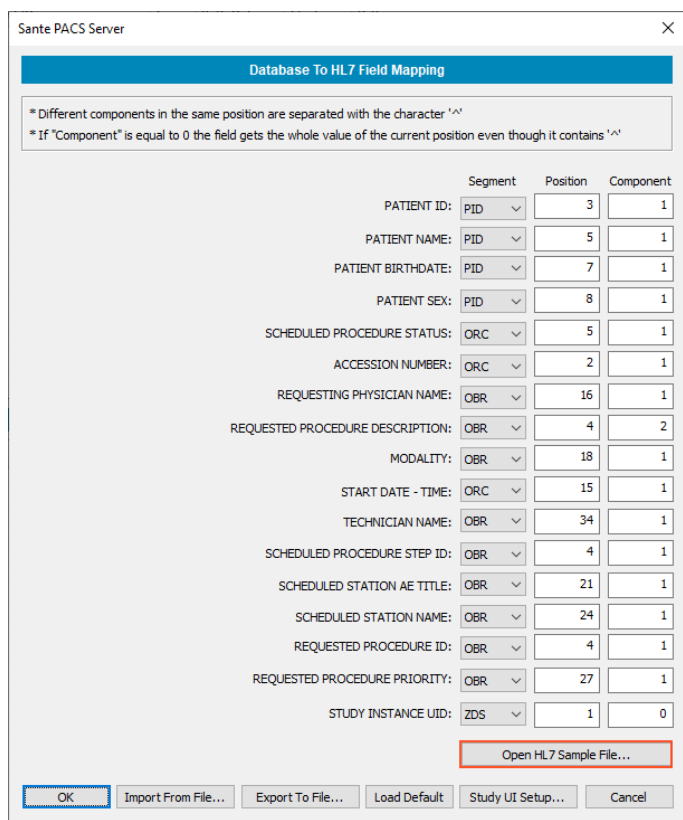 Sante PACS Server
Database To HL7 Field Mapping
* Different components in the same position are separated with the character '^'
* If "Component" is equal to 0 the field gets the whole value of the current position even though it contains '^'
Segment Position Component
PATIENT ID: PID 3 1
PATIENT NAME: PID 5 1
PATIENT BIRTHDATE: PID 7 1
PATIENT SEX: PID 8 1
SCHEDULED PROCEDURE STATUS: ORC 5 1
ACCESSION NUMBER: ORC 2 1
REQUESTING PHYSICIAN NAME: OBR 16 1
REQUESTED PROCEDURE DESCRIPTION: OBR 4 2
MODALITY: OBR 18 1
START DATE - TIME: ORC 15 1
TECHNICIAN NAME: OBR 34 1
SCHEDULED PROCEDURE STEP ID: OBR 4 1
SCHEDULED STATION AE TITLE: OBR 21 1
SCHEDULED STATION NAME: OBR 24 1
REQUESTED PROCEDURE ID: OBR 4 1
REQUESTED PROCEDURE PRIORITY: OBR 27 1
STUDY INSTANCE UID: ZDS 1 0
Open HL7 Sample File...
OK Import From File... Export To File... Load Default Study UI Setup... Cancel